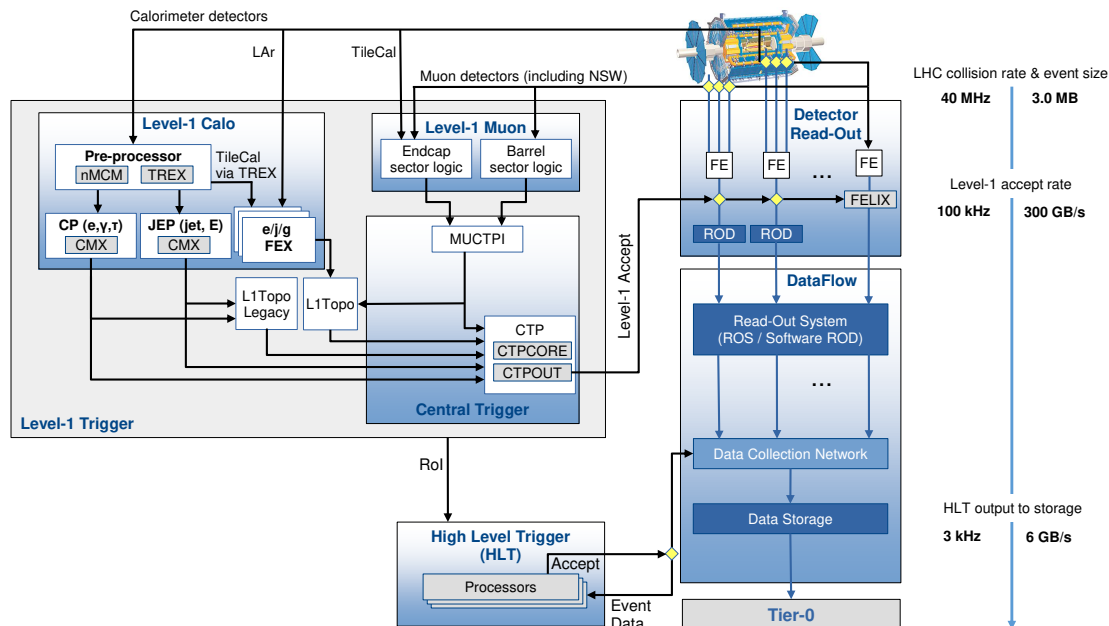 Calorimeter detectors
LAr
TileCal
Muon detectors (including NSW)
LHC collision rate & event size
40 MHz
3.0 MB
Level-1 Calo
Pre-processor
nMCM
TREX
TileCal
via TREX
CP (e,γ,τ)
CMX
JEP (jet, E)
CMX
e/j/g
FEX
Level-1 Muon
Endcap
sector logic
Barrel
sector logic
MUCTPI
L1Topo
Legacy
L1Topo
CTP
CTPCORE
CTPOUT
Central Trigger
Level-1 Trigger
Level-1 Accept
Detector
Read-Out
FE
FE
FE
...
FELIX
ROD
ROD
Level-1 accept rate
100 kHz
300 GB/s
DataFlow
Read-Out System
(ROS / Software ROD)
...
Data Collection Network
Data Storage
RoI
High Level Trigger
(HLT)
Accept
Processors
Event
Data
HLT output to storage
3 kHz
6 GB/s
Tier-0